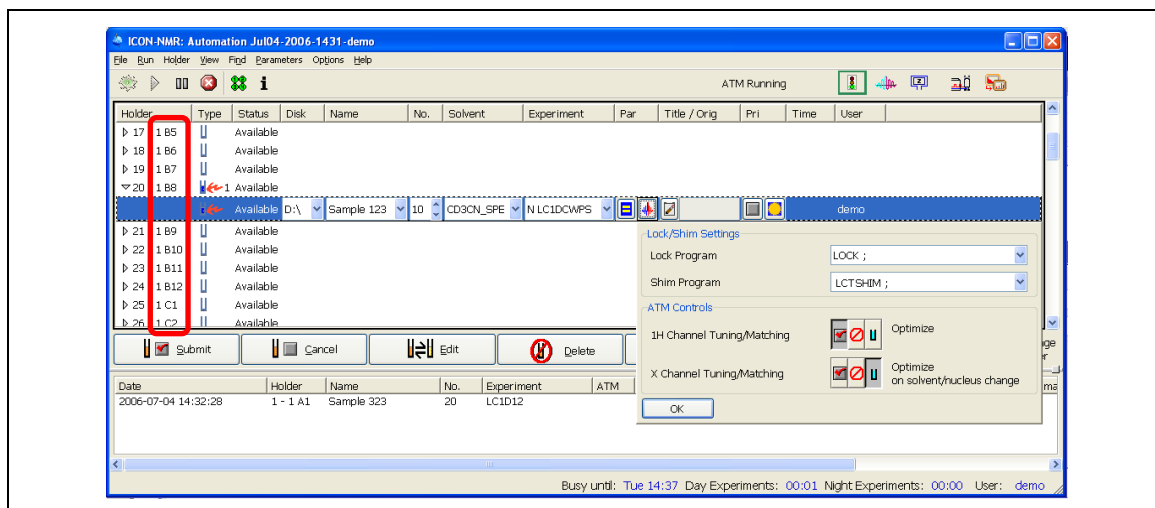 ICON-NMR: Automation Jul04-2006-1431-demo
File Run Holder View Find Parameters Options Help
ATM Running
Holder Type Status Disk Name No. Solvent Experiment Par Title / Orig Pri Time User
17 1 B5 Available
18 1 B6 Available
19 1 B7 Available
20 1 B8 1 Available
Available D:\ Sample 123 10 CD3CN_SPE N LC1DCWPS demo
21 1 B9 Available
22 1 B10 Available
23 1 B11 Available
24 1 B12 Available
25 1 C1 Available
26 1 C2 Available
Lock/Shim Settings
Lock Program LOCK ;
Shim Program LCTSHIM ;
ATM Controls
1H Channel Tuning/Matching Optimize
X Channel Tuning/Matching Optimize
on solvent/nucleus change
OK
Submit Cancel Edit Delete
Date Holder Name No. Experiment ATM
2006-07-04 14:32:28 1 - 1 A1 Sample 323 20 LC1D12
Busy until: Tue 14:37 Day Experiments: 00:01 Night Experiments: 00:00 User: demo